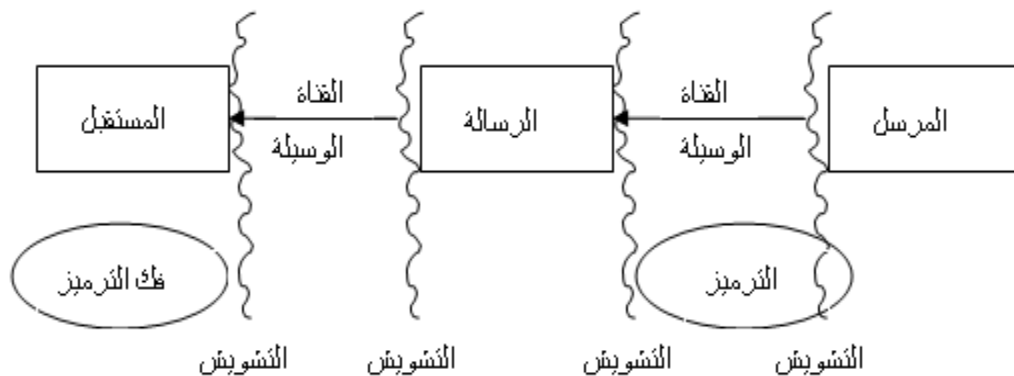 المرسل
القناة
الوسيلة
الرسالة
القناة
الوسيلة
المستقبل
الترميز
فك الترميز
التشويش
التشويش
التشويش
التشويش